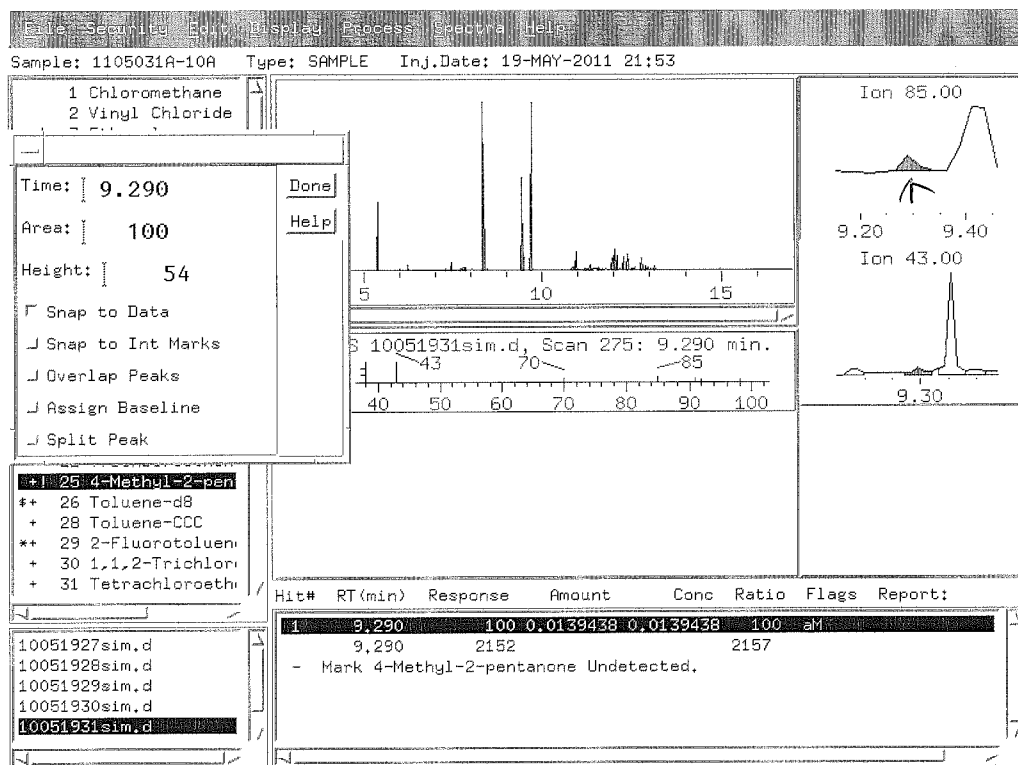 File Security Edit Display Process Spectra Help
Sample: 1105031A-10A Type: SAMPLE Inj.Date: 19-MAY-2011 21:53
1 Chloromethane
2 Vinyl Chloride
Time: 9.290
Done
Area: 100
Help
Height: 54
Snap to Data
Snap to Int Marks
Overlap Peaks
Assign Baseline
Split Peak
5 10 15
S 10051931sim.d, Scan 275: 9.290 min.
43 70 85
40 50 60 70 80 90 100
Ion 85.00
9.20 9.40
Ion 43.00
9.30
+! 25 4-Methyl-2-pen
$+ 26 Toluene-d8
+ 28 Toluene-CCC
*+ 29 2-Fluorotoluen
+ 30 1,1,2-Trichlor
+ 31 Tetrachloroeth
10051927sim.d
10051928sim.d
10051929sim.d
10051930sim.d
10051931sim.d
Hit# RT(min) Response Amount Conc Ratio Flags Report:
1 9.290 100 0.0139438 0.0139438 100 aM
9.290 2152 2157
- Mark 4-Methyl-2-pentanone Undetected.